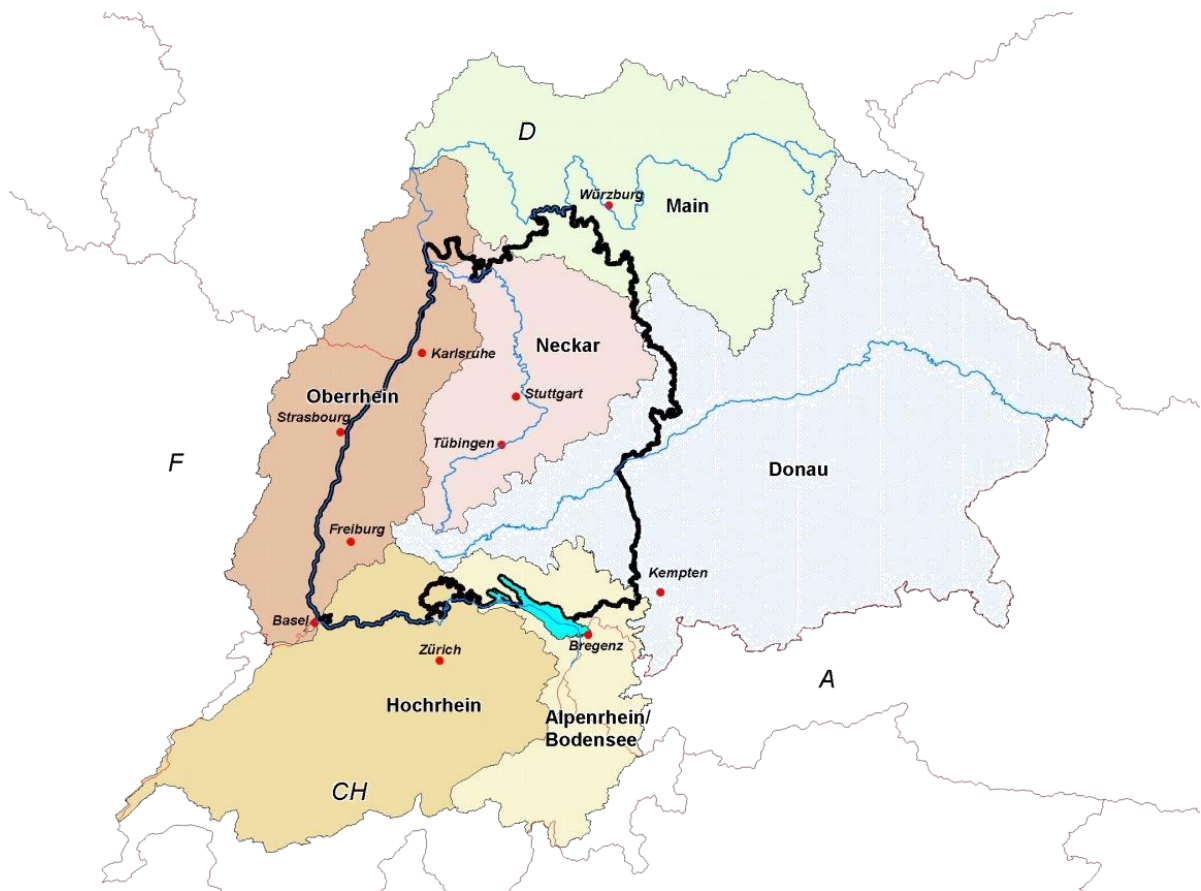 D
Würzburg
Main
Neckar
Karlsruhe
Oberrhein
Stuttgart
Strasbourg
Tübingen
F
Donau
Freiburg
Kempten
Basel
Zürich
Bregenz
A
Hochrhein
Alpenrhein/
Bodensee
CH